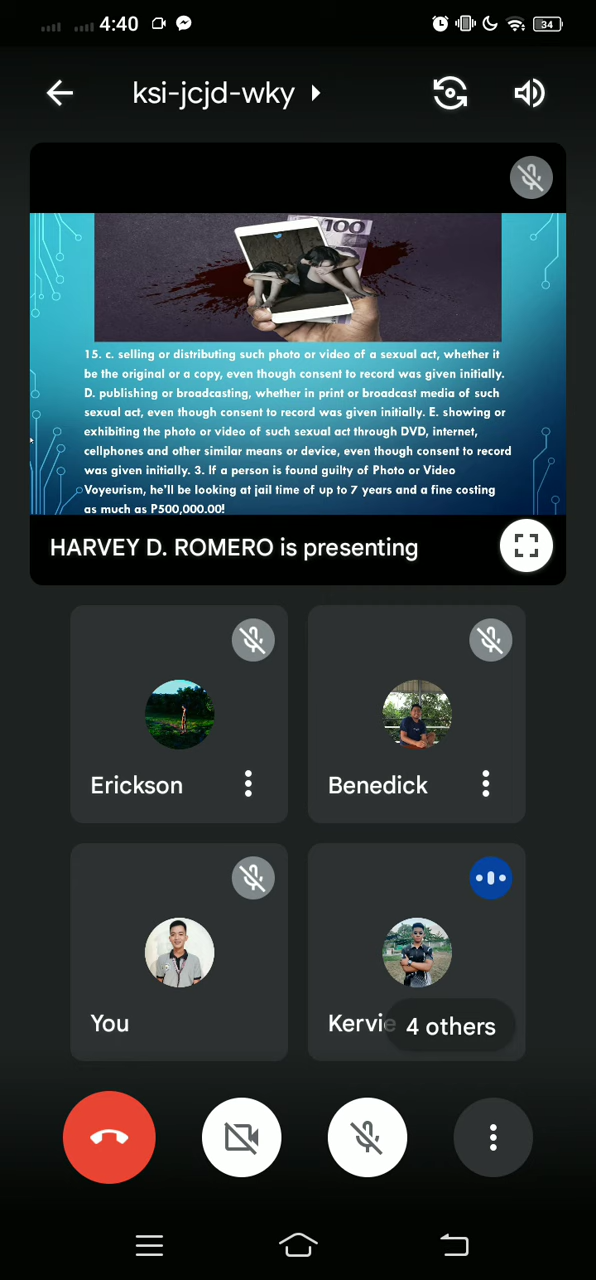 4:40
34
ksi-jcjd-wky
100
15. c. selling or distributing such photo or video of a sexual act, whether it
be the original or a copy, even though consent to record was given initially.
D. publishing or broadcasting, whether in print or broadcast media of such
sexual act, even though consent to record was given initially. E. showing or
exhibiting the photo or video of such sexual act through DVD, internet,
cellphones and other similar means or device, even though consent to record
was given initially. 3. If a person is found guilty of Photo or Video
Voyeurism, he'll be looking at jail time of up to 7 years and a fine costing
as much as P500,000.00!
HARVEY D. ROMERO is presenting
Erickson
Benedick
You
Kervie
4 others